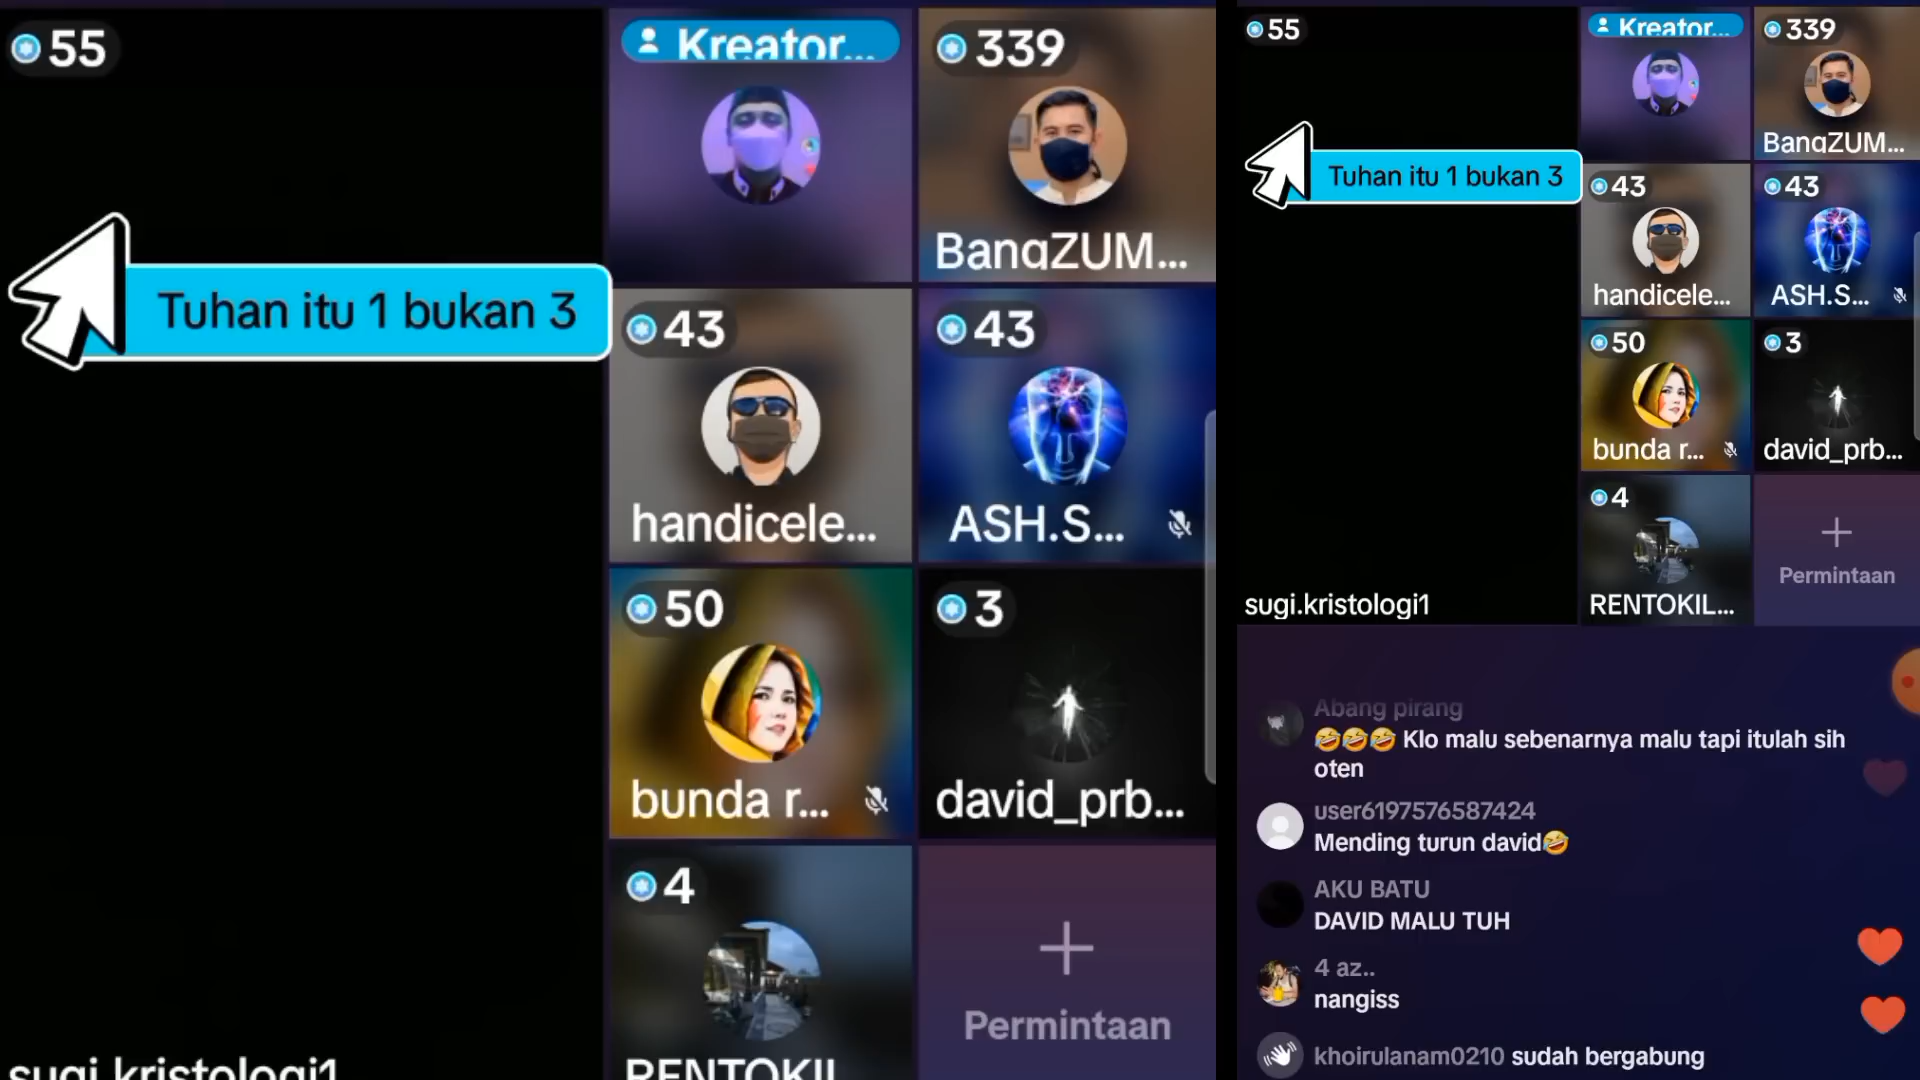 55
Kreator...
339
Tuhan itu 1 bukan 3
BangZUM...
43
43
handicele...
ASH.S...
50
3
bunda r...
david_prb...
4
Permintaan
sugi.kristologi1
RENTOKIL
55
Kreator...
339
BangZUM...
Tuhan itu 1 bukan 3
43
43
handicele...
ASH.S...
50
3
bunda r...
david_prb...
4
Permintaan
sugi.kristologi1
RENTOKIL...
Abang pirang
🤣🤣🤣 Klo malu sebenarnya malu tapi itulah sih
oten
user6197576587424
Mending turun david🤣
AKU BATU
DAVID MALU TUH
4 az..
nangiss
khoirulanam0210 sudah bergabung